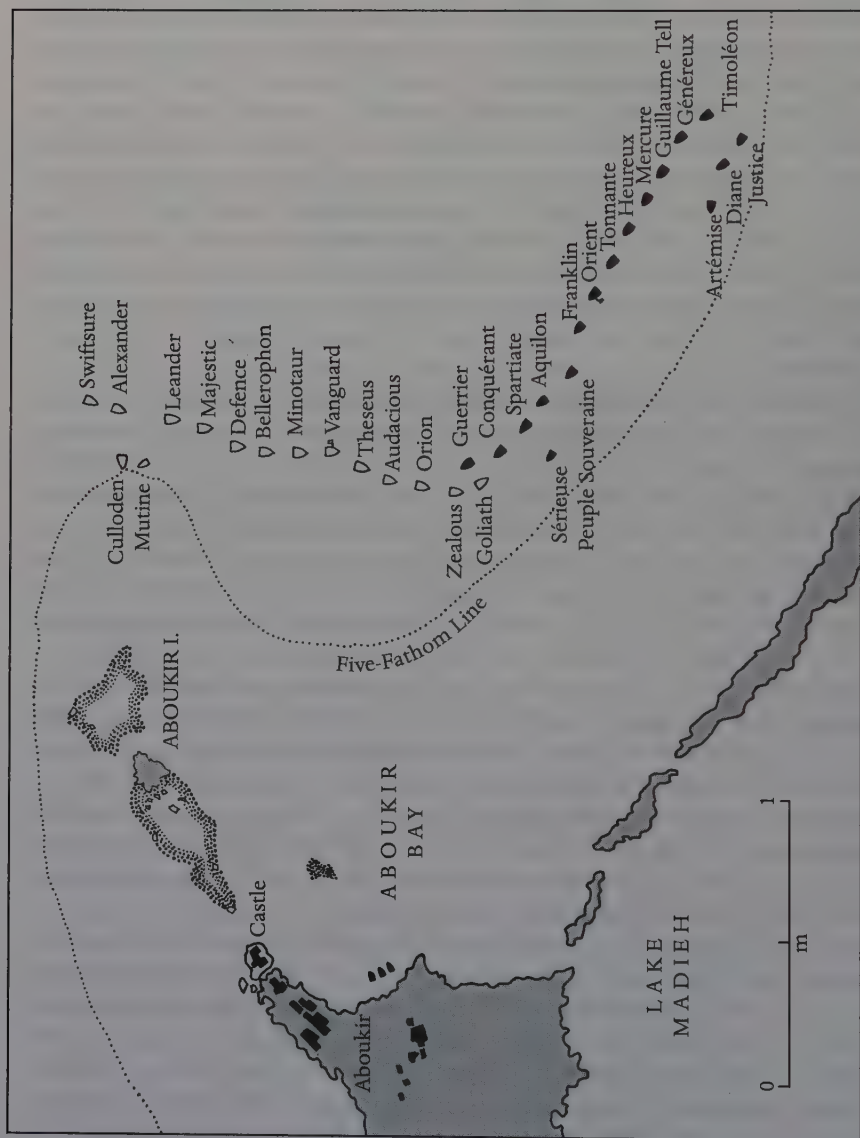 Swiftsure
Alexander
Culloden
Mutine
Leander
Majestic
Defence
Bellerophon
Minotaur
Vanguard
Theseus
Audacious
Orion
Zealous
Goliath
Guerrier
Conquérant
Spartiate
Aquilon
Sérieuse
Peuple Souveraine
Franklin
Orient
Tonnante
Heureux
Mercure
Guillaume Tell
Généreux
Timoléon
Artémise
Diane
Justice
Five-Fathom Line
ABOUKIR I.
Castle
ABOUKIR
BAY
Aboukir
LAKE
MADIEH
0
m
1